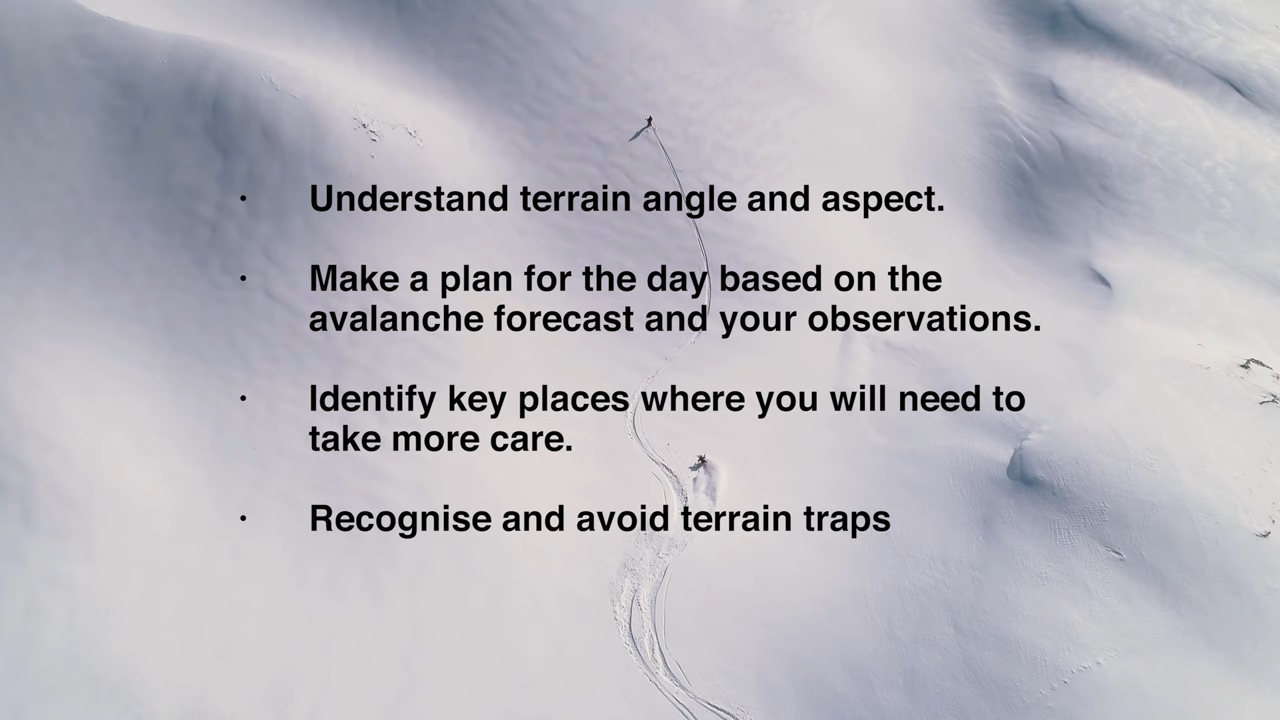 · Understand terrain angle and aspect.
· Make a plan for the day based on the
avalanche forecast and your observations.
· Identify key places where you will need to
take more care.
· Recognise and avoid terrain traps